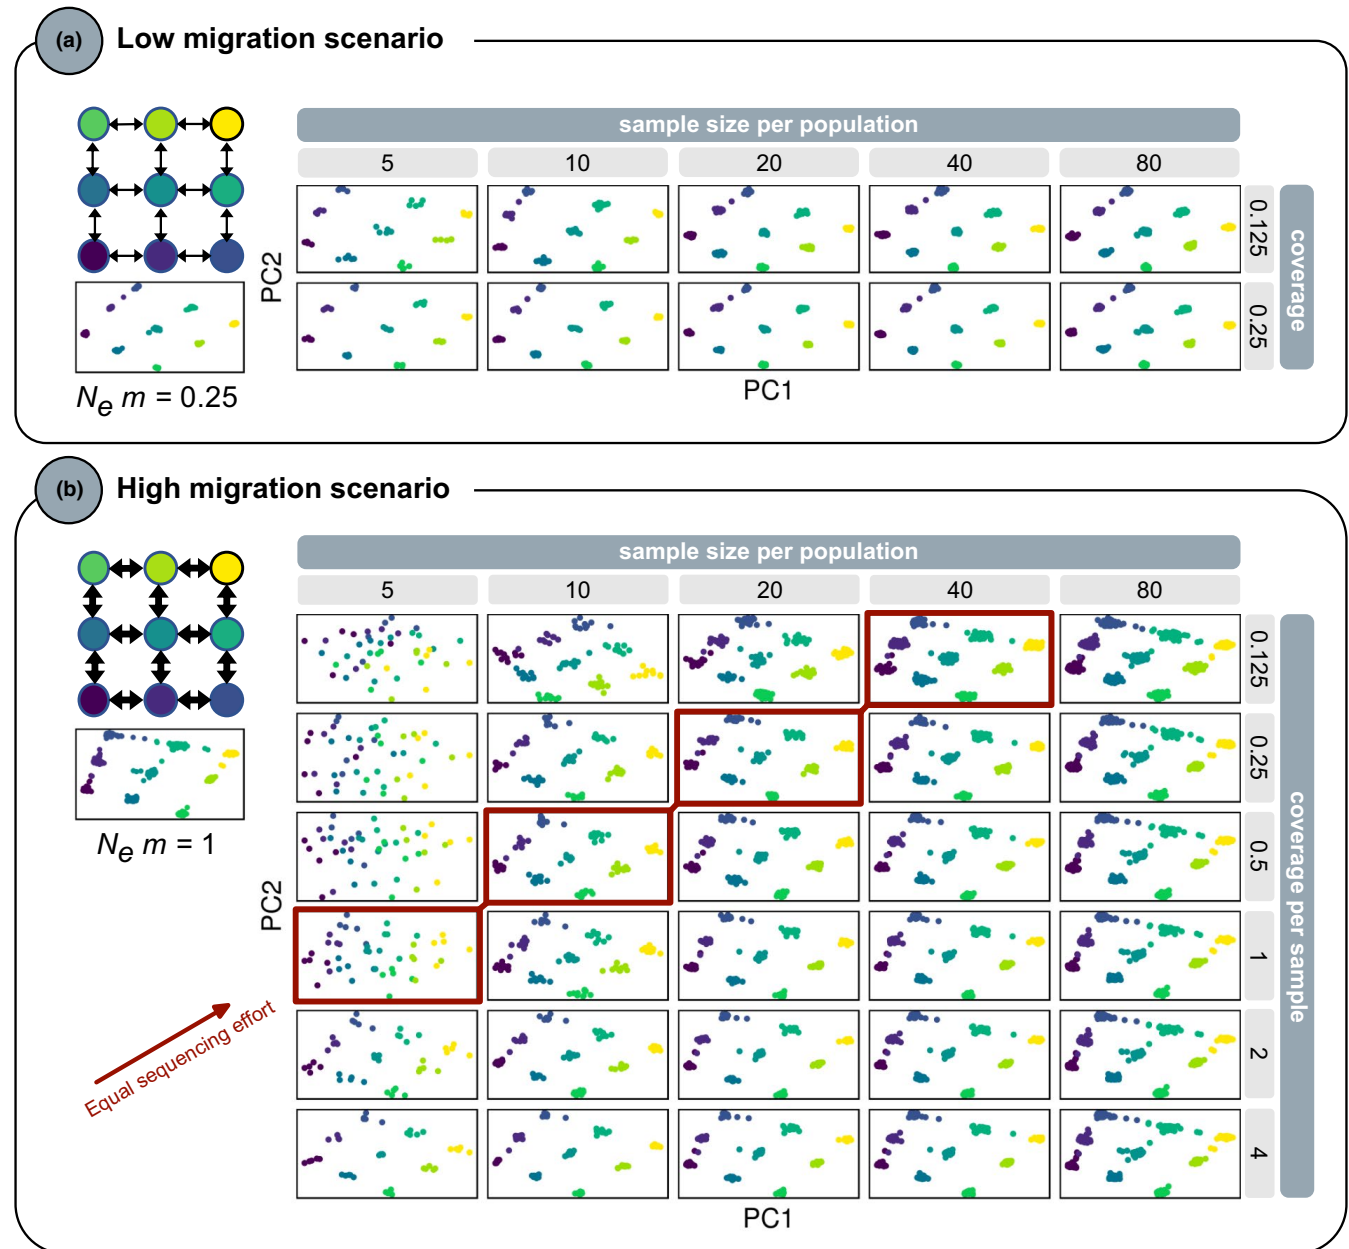 (a) Low migration scenario
sample size per population
5 10 20 40 80
PC2
0.125
0.25
coverage
PC1
Ne m = 0.25
(b) High migration scenario
sample size per population
5 10 20 40 80
PC2
0.125
0.25
0.5
1
2
4
coverage per sample
Ne m = 1
Equal sequencing effort
PC1